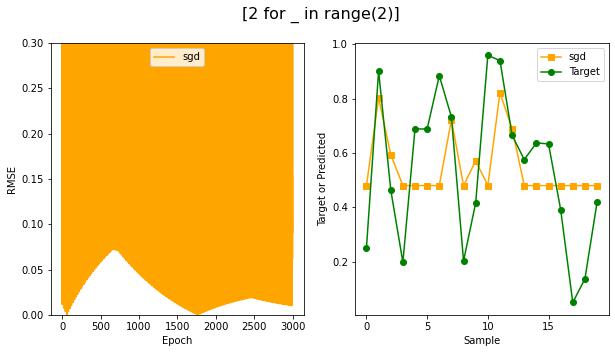 [2 for _ in range(2)]
sgd
RMSE
0.30
0.25
0.20
0.15
0.10
0.05
0.00
0 500 1000 1500 2000 2500 3000
Epoch
sgd
Target
Target or Predicted
1.0
0.8
0.6
0.4
0.2
0 5 10 15
Sample